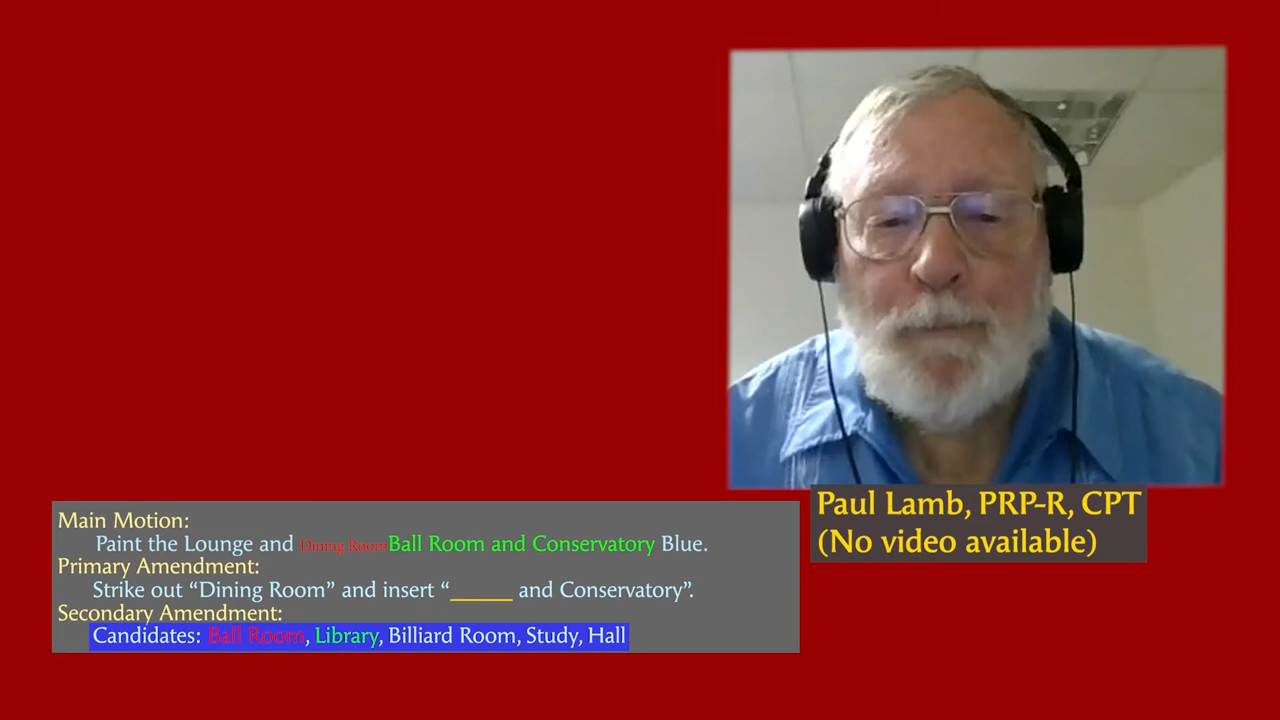 Main Motion:
Paint the Lounge and Dining Room Ball Room and Conservatory Blue.
Primary Amendment:
Strike out “Dining Room” and insert “______ and Conservatory”.
Secondary Amendment:
Candidates: Ball Room, Library, Billiard Room, Study, Hall
Paul Lamb, PRP-R, CPT
(No video available)